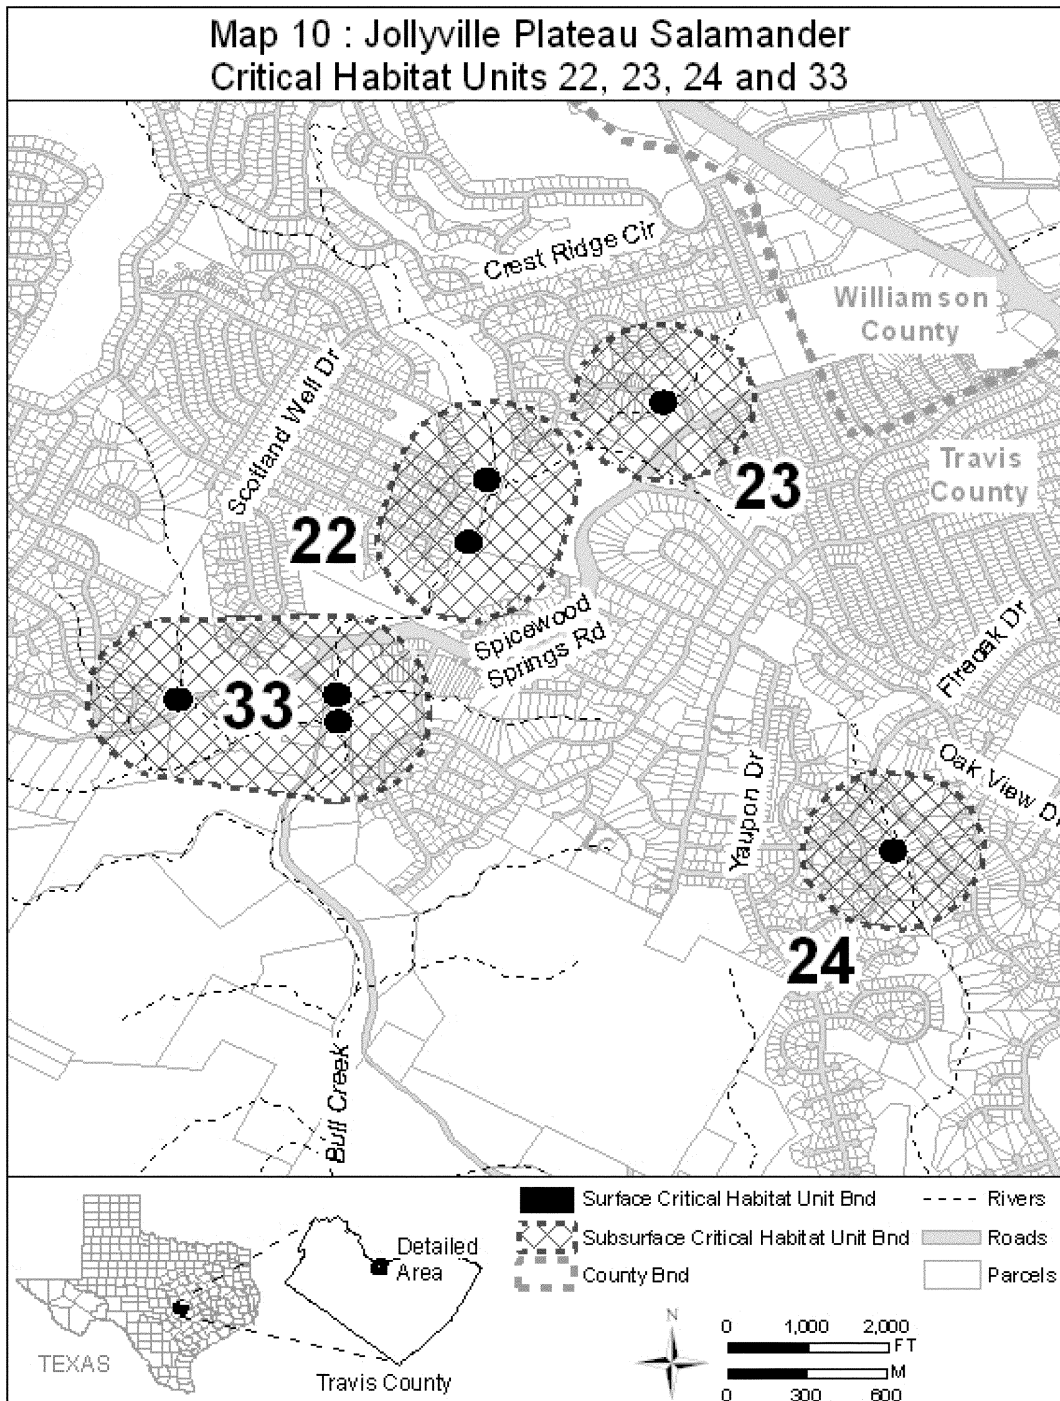 Map 10 : Jollyville Plateau Salamander
Critical Habitat Units 22, 23, 24 and 33
Crest Ridge Cir
Williamson
County
Scotland Well Dr
Travis
County
23
22
Spicewood
Springs Rd
Fireoak Dr
33
Oak View Dr
Yaupon Dr
24
Bull Creek
Surface Critical Habitat Unit Bnd
Rivers
Subsurface Critical Habitat Unit Bnd
Roads
County Bnd
Parcels
Detailed
Area
TEXAS
Travis County
N
0 1,000 2,000
FT
M
0 300 600